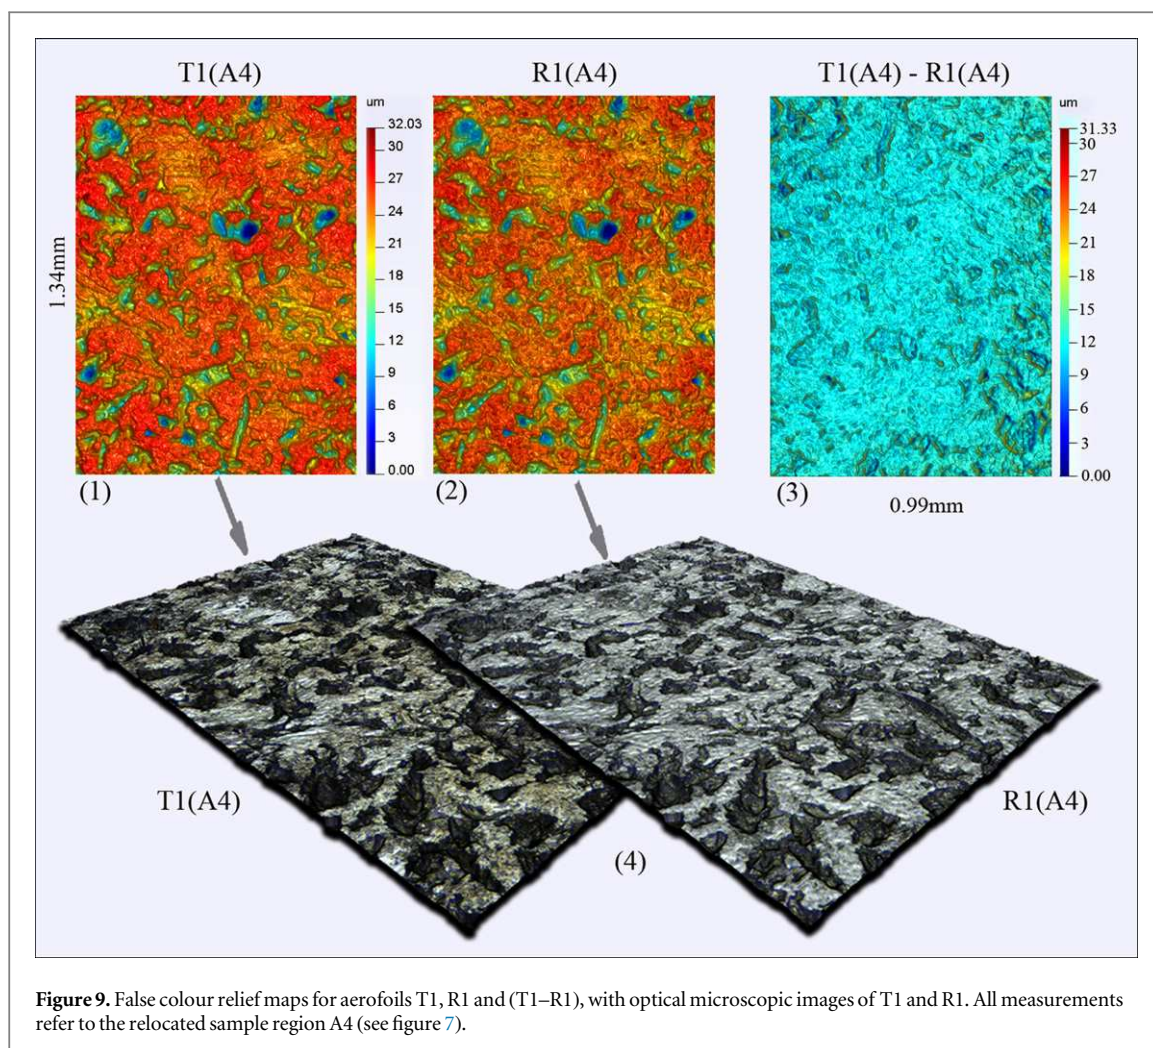 T1(A4)
R1(A4)
T1(A4) - R1(A4)
um
32.03
30
27
24
21
18
15
12
9
6
3
0.00
um
31.33
30
27
24
21
18
15
12
9
6
3
0.00
1.34mm
(1)
(2)
(3)
0.99mm
T1(A4)
R1(A4)
(4)
Figure 9. False colour relief maps for aerofoils T1, R1 and (T1–R1), with optical microscopic images of T1 and R1. All measurements
refer to the relocated sample region A4 (see figure 7).